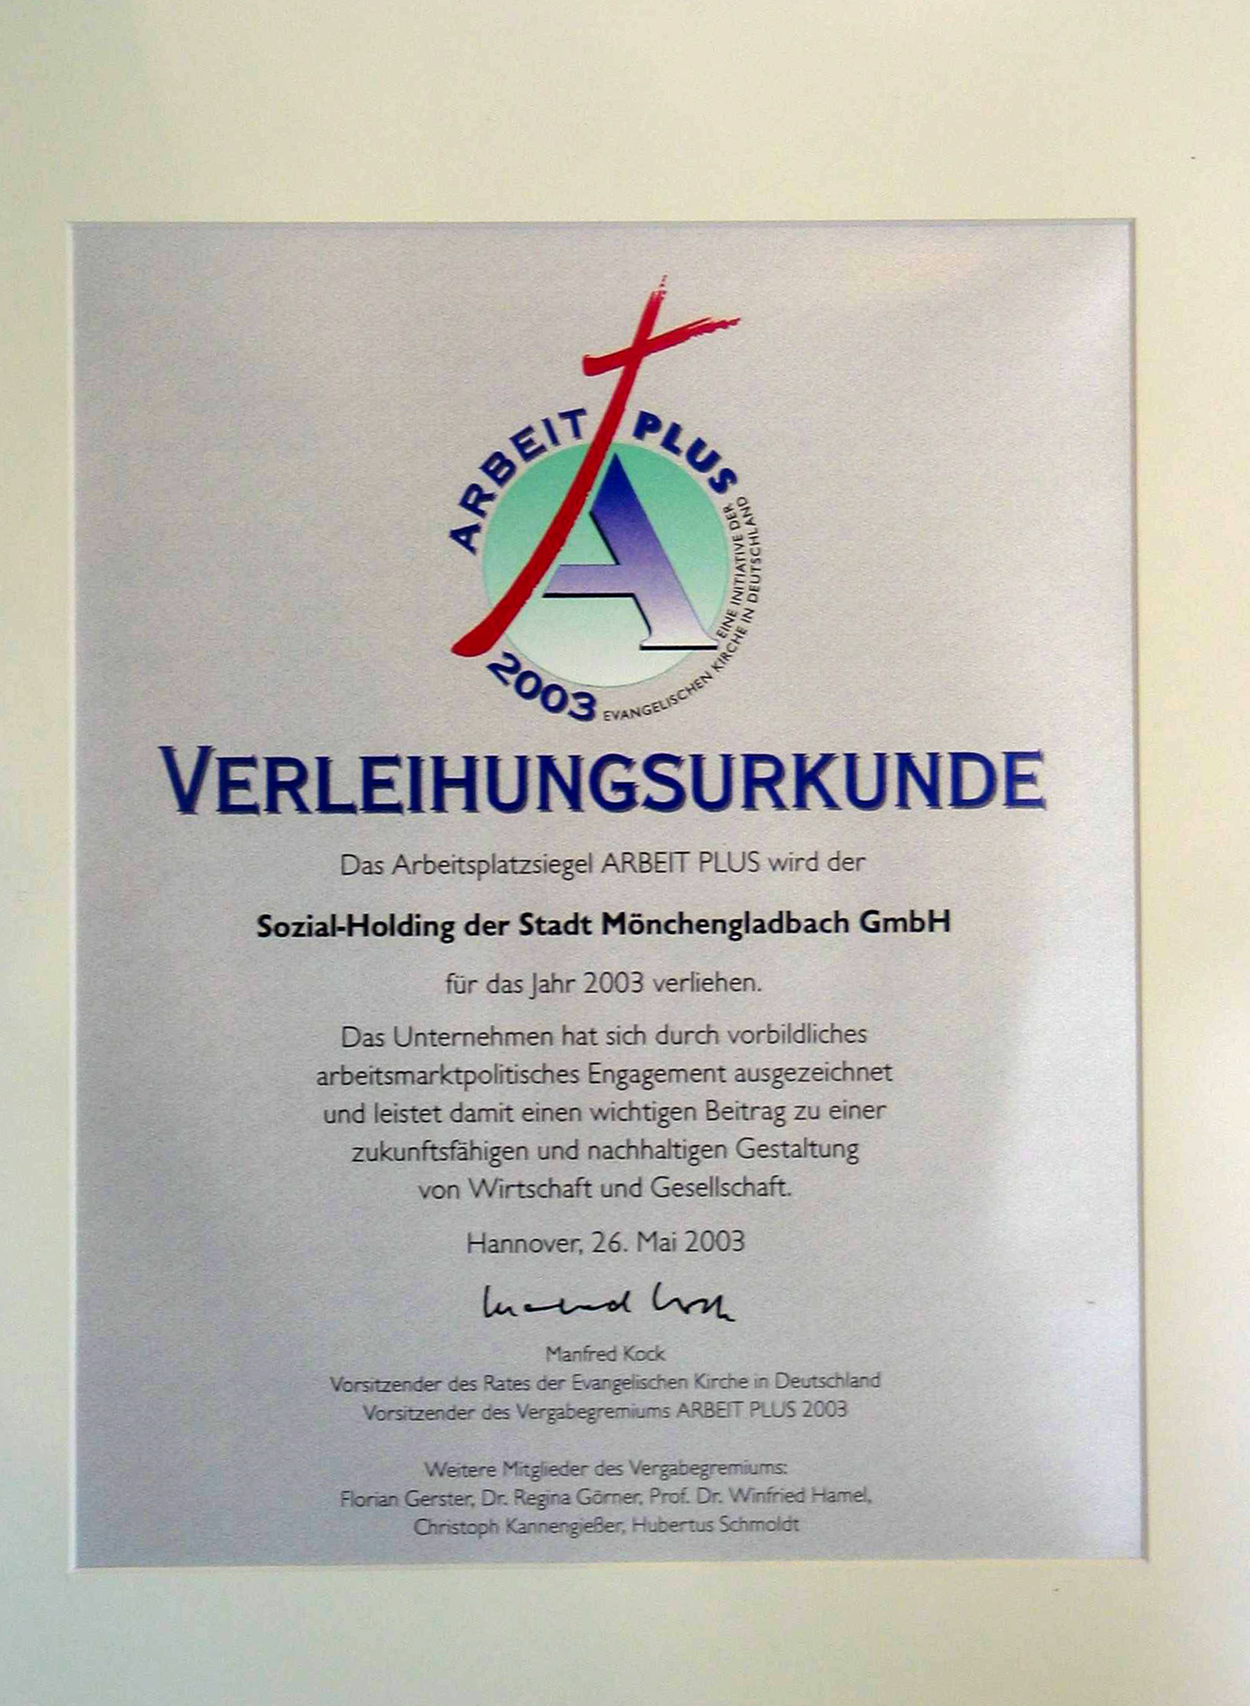 ARBEIT PLUS
EINE INITIATIVE DER
EVANGELISCHEN KIRCHE IN DEUTSCHLAND
2003
A
VERLEIHUNGSURKUNDE
Das Arbeitsplatzsiegel ARBEIT PLUS wird der
Sozial-Holding der Stadt Mönchengladbach GmbH
für das Jahr 2003 verliehen.
Das Unternehmen hat sich durch vorbildliches
arbeitsmarktpolitisches Engagement ausgezeichnet
und leistet damit einen wichtigen Beitrag zu einer
zukunftsfähigen und nachhaltigen Gestaltung
von Wirtschaft und Gesellschaft.
Hannover, 26. Mai 2003
Manfred Kock
Manfred Kock
Vorsitzender des Rates der Evangelischen Kirche in Deutschland
Vorsitzender des Vergabegremiums ARBEIT PLUS 2003
Weitere Mitglieder des Vergabegremiums:
Florian Gerster, Dr. Regina Görner, Prof. Dr. Winfried Hamel,
Christoph Kannengießer, Hubertus Schmoldt